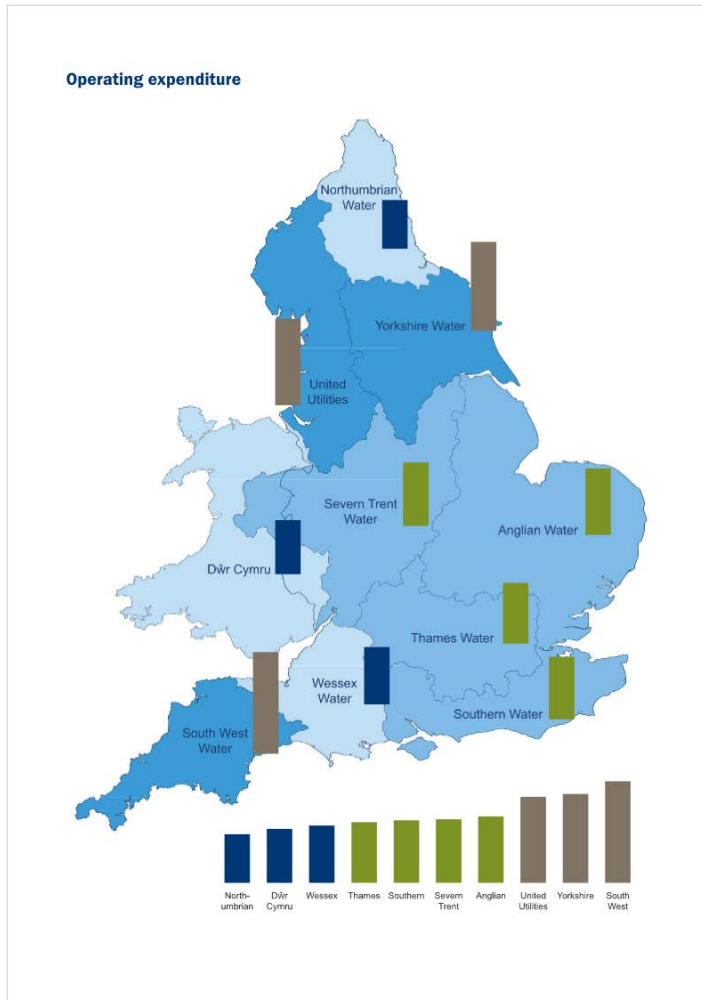 Operating expenditure
Northumbrian
Water
Yorkshire Water
United
Utilities
Severn Trent
Water
Anglian Water
Dŵr Cymru
Thames Water
Wessex
Water
Southern Water
South West
Water
North-
umbrian
Dŵr
Cymru
Wessex
Thames
Southern
Severn
Trent
Anglian
United
Utilities
Yorkshire
South
West